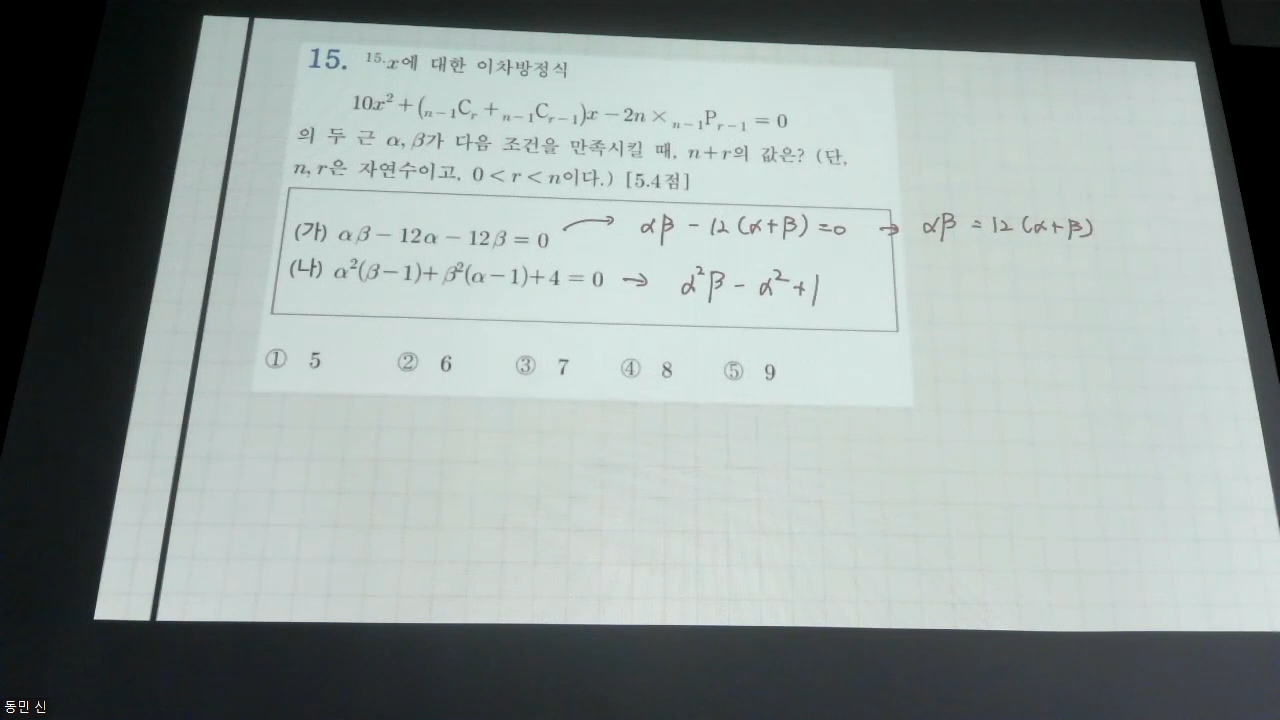 15. 15. x에 대한 이차방정식
10x² + (ₙ₋₁Cᵣ + ₙ₋₁Cᵣ₋₁)x − 2n × ₙ₋₁Pᵣ₋₁ = 0
의 두 근 α, β가 다음 조건을 만족시킬 때, n+r의 값은? (단,
n, r은 자연수이고, 0 < r < n이다.) [5.4점]
(가) αβ − 12α − 12β = 0 → αβ − 12(α+β) = 0 → αβ = 12(α+β)
(나) α²(β−1) + β²(α−1) + 4 = 0 → α²β − α² + 1
① 5 ② 6 ③ 7 ④ 8 ⑤ 9
동민 신